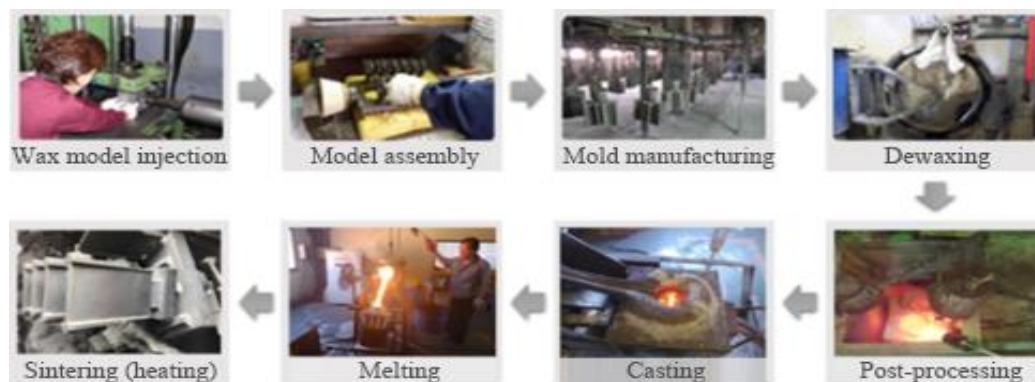 Wax model injection
Model assembly
Mold manufacturing
Dewaxing
Post-processing
Casting
Melting
Sintering (heating)